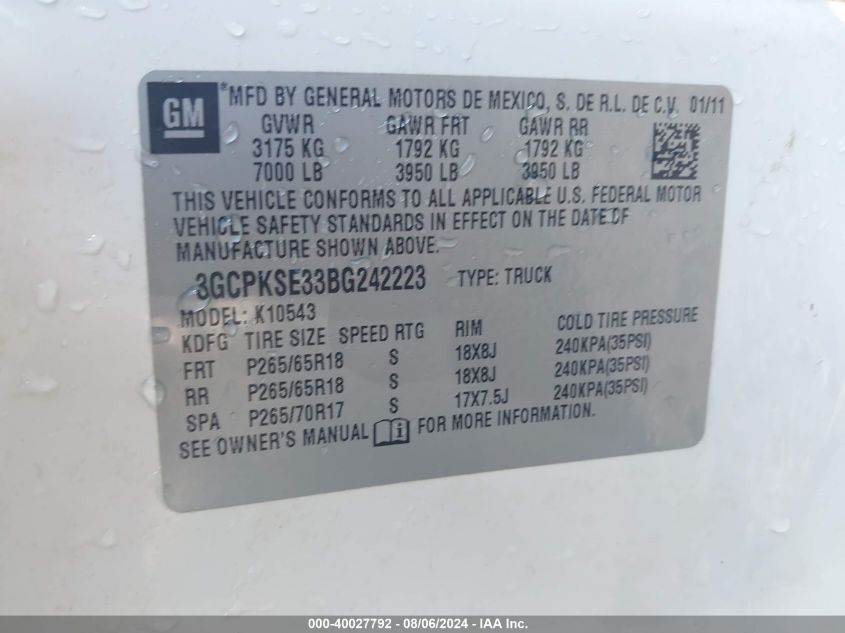 GM *MFD BY GENERAL MOTORS DE MEXICO, S. DE R.L. DE C.V. 01/11
GVWR GAWR FRT GAWR RR
3175 KG 1792 KG 1792 KG
7000 LB 3950 LB 3950 LB
THIS VEHICLE CONFORMS TO ALL APPLICABLE U.S. FEDERAL MOTOR
VEHICLE SAFETY STANDARDS IN EFFECT ON THE DATE OF
MANUFACTURE SHOWN ABOVE.
3GCPKSE33BG242223 TYPE: TRUCK
MODEL: K10543
KDFG TIRE SIZE SPEED RTG RIM COLD TIRE PRESSURE
FRT P265/65R18 S 18X8J 240KPA(35PSI)
RR P265/65R18 S 18X8J 240KPA(35PSI)
SPA P265/70R17 S 17X7.5J 240KPA(35PSI)
SEE OWNER'S MANUAL i FOR MORE INFORMATION.
000-40027792 - 08/06/2024 - IAA Inc.